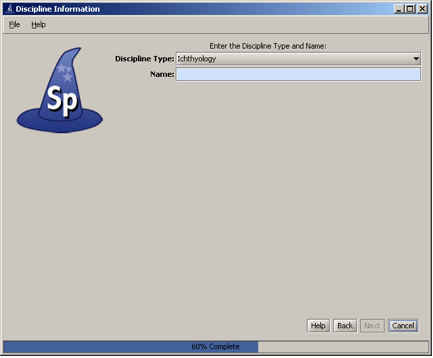 Discipline Information
File Help
Enter the Discipline Type and Name:
Discipline Type: Ichthyology
Name:
Sp
Help Back Next Cancel
60% Complete